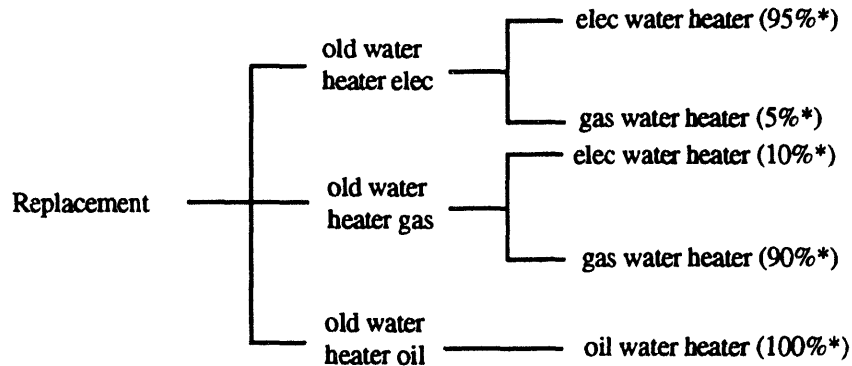 elec water heater (95%*)
old water
heater elec
gas water heater (5%*)
elec water heater (10%*)
Replacement
old water
heater gas
gas water heater (90%*)
old water
heater oil
oil water heater (100%*)